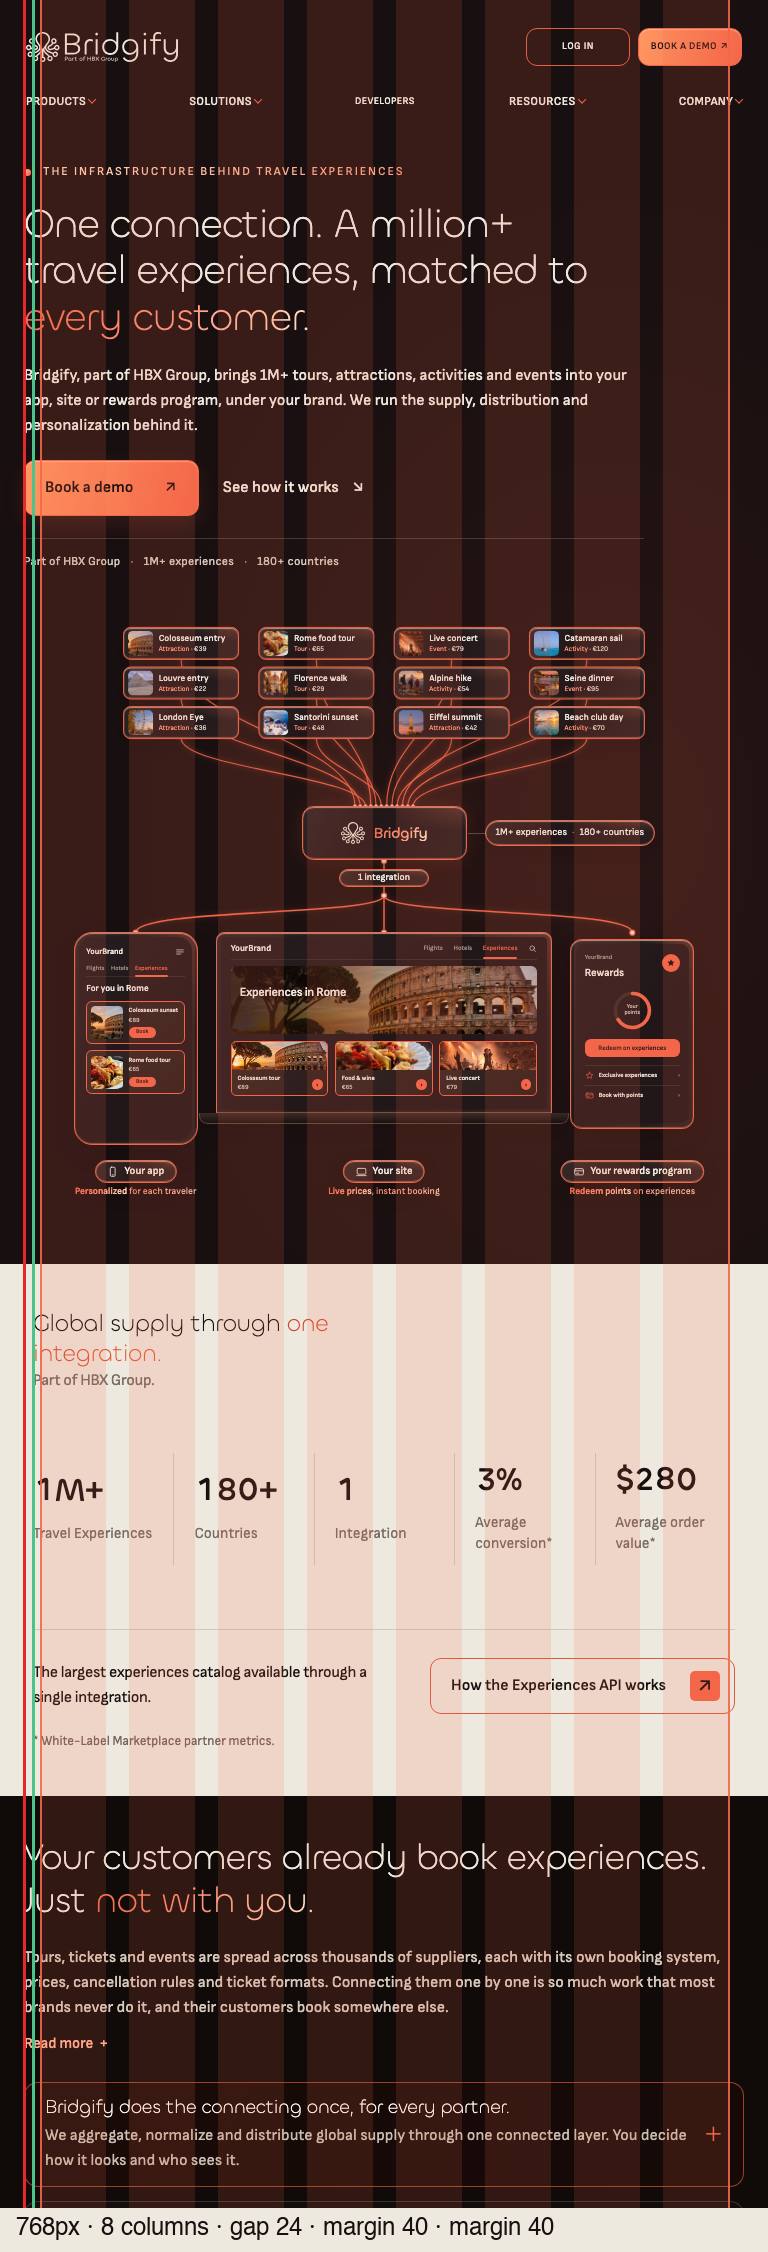 Bridgify
Part of HBX Group
LOG IN
BOOK A DEMO ↗
PRODUCTS
SOLUTIONS
DEVELOPERS
RESOURCES
COMPANY
THE INFRASTRUCTURE BEHIND TRAVEL EXPERIENCES
One connection. A million+
travel experiences, matched to
every customer.
Bridgify, part of HBX Group, brings 1M+ tours, attractions, activities and events into your
app, site or rewards program, under your brand. We run the supply, distribution and
personalization behind it.
Book a demo ↗
See how it works ↘
Part of HBX Group · 1M+ experiences · 180+ countries
Colosseum entry
Attraction · €39
Rome food tour
Tour · €65
Live concert
Event · €79
Catamaran sail
Activity · €120
Louvre entry
Attraction · €22
Florence walk
Tour · €29
Alpine hike
Activity · €54
Seine dinner
Event · €95
London Eye
Attraction · €36
Santorini sunset
Tour · €48
Eiffel summit
Attraction · €42
Beach club day
Activity · €70
Bridgify
1M+ experiences · 180+ countries
1 integration
YourBrand
Flights Hotels Experiences
For you in Rome
Colosseum sunset
€89
Book
Rome food tour
€65
Book
YourBrand
Flights Hotels Experiences
Experiences in Rome
Colosseum tour
€69
Food & wine
€65
Live concert
€79
YourBrand
Rewards
Your
points
Redeem on experiences
Exclusive experiences
Book with points
Your app
Personalized for each traveler
Your site
Live prices, instant booking
Your rewards program
Redeem points on experiences
Global supply through one
integration.
Part of HBX Group.
1M+
Travel Experiences
180+
Countries
1
Integration
3%
Average
conversion*
$280
Average order
value*
The largest experiences catalog available through a
single integration.
How the Experiences API works ↗
* White-Label Marketplace partner metrics.
Your customers already book experiences.
Just not with you.
Tours, tickets and events are spread across thousands of suppliers, each with its own booking system,
prices, cancellation rules and ticket formats. Connecting them one by one is so much work that most
brands never do it, and their customers book somewhere else.
Read more +
Bridgify does the connecting once, for every partner.
We aggregate, normalize and distribute global supply through one connected layer. You decide
how it looks and who sees it.
768px · 8 columns · gap 24 · margin 40 · margin 40